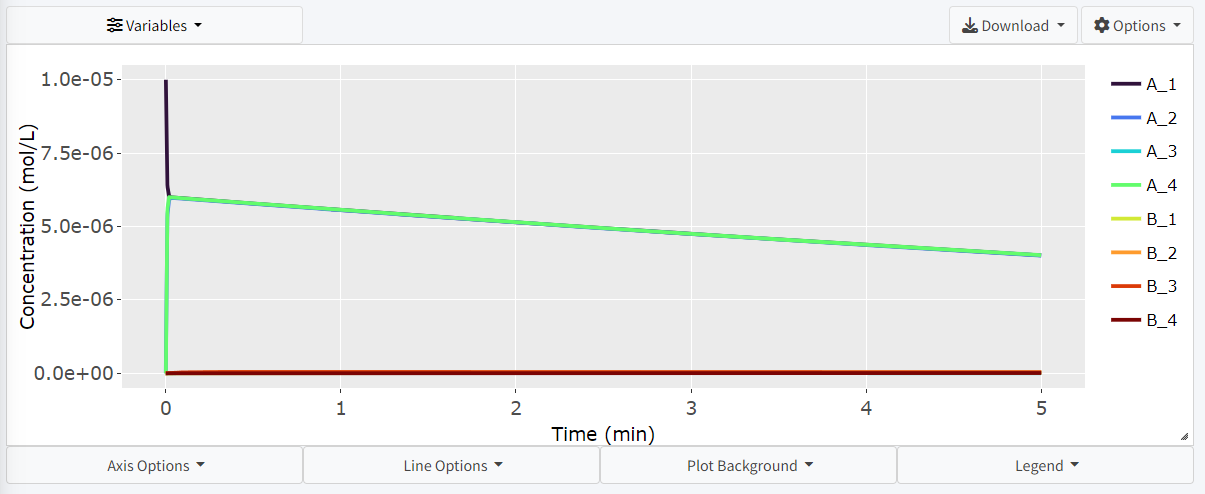 Variables
Download
Options
Concentration (mol/L)
1.0e-05
7.5e-06
5.0e-06
2.5e-06
0.0e+00
0 1 2 3 4 5
Time (min)
A_1
A_2
A_3
A_4
B_1
B_2
B_3
B_4
Axis Options
Line Options
Plot Background
Legend